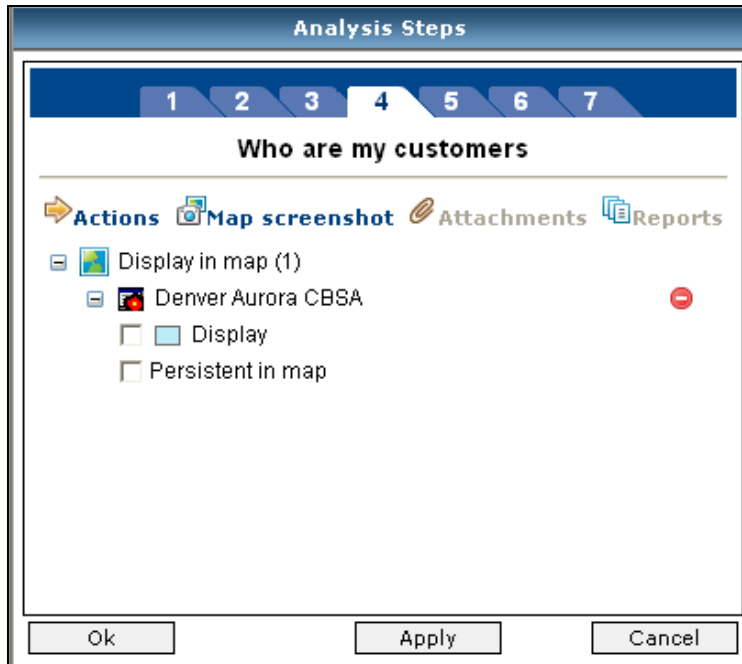 Analysis Steps
1 2 3 4 5 6 7
Who are my customers
Actions Map screenshot Attachments Reports
Display in map (1)
Denver Aurora CBSA
Display
Persistent in map
Ok Apply Cancel